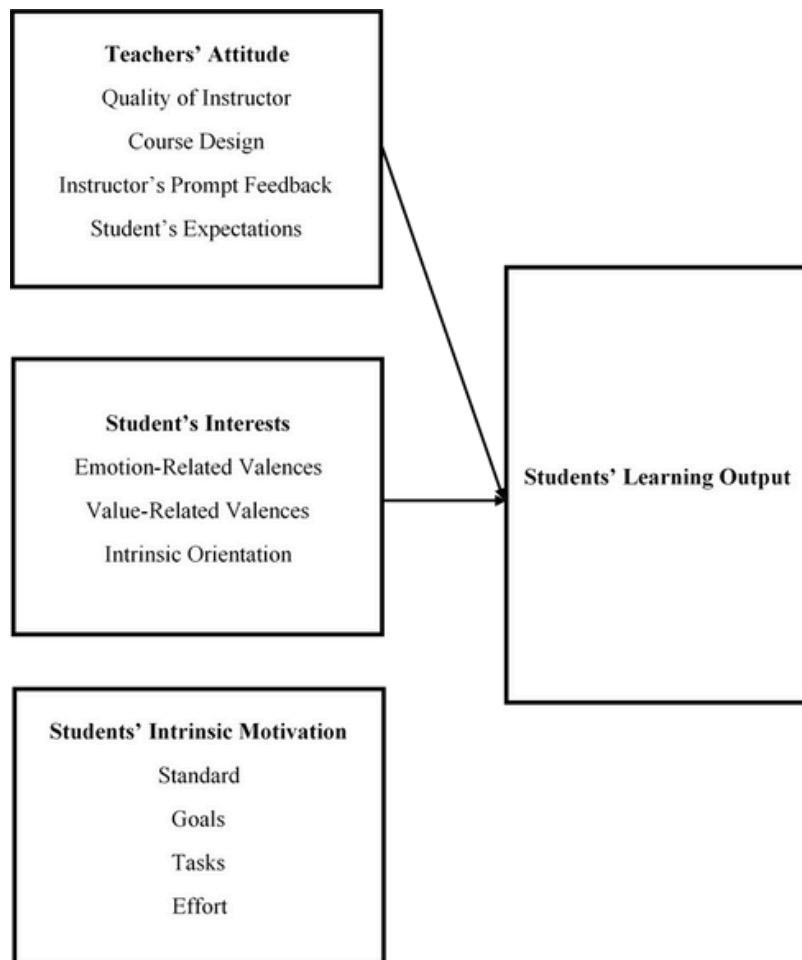 Teachers’ Attitude
Quality of Instructor
Course Design
Instructor’s Prompt Feedback
Student’s Expectations
Student’s Interests
Emotion-Related Valences
Value-Related Valences
Intrinsic Orientation
Students’ Intrinsic Motivation
Standard
Goals
Tasks
Effort
Students’ Learning Output